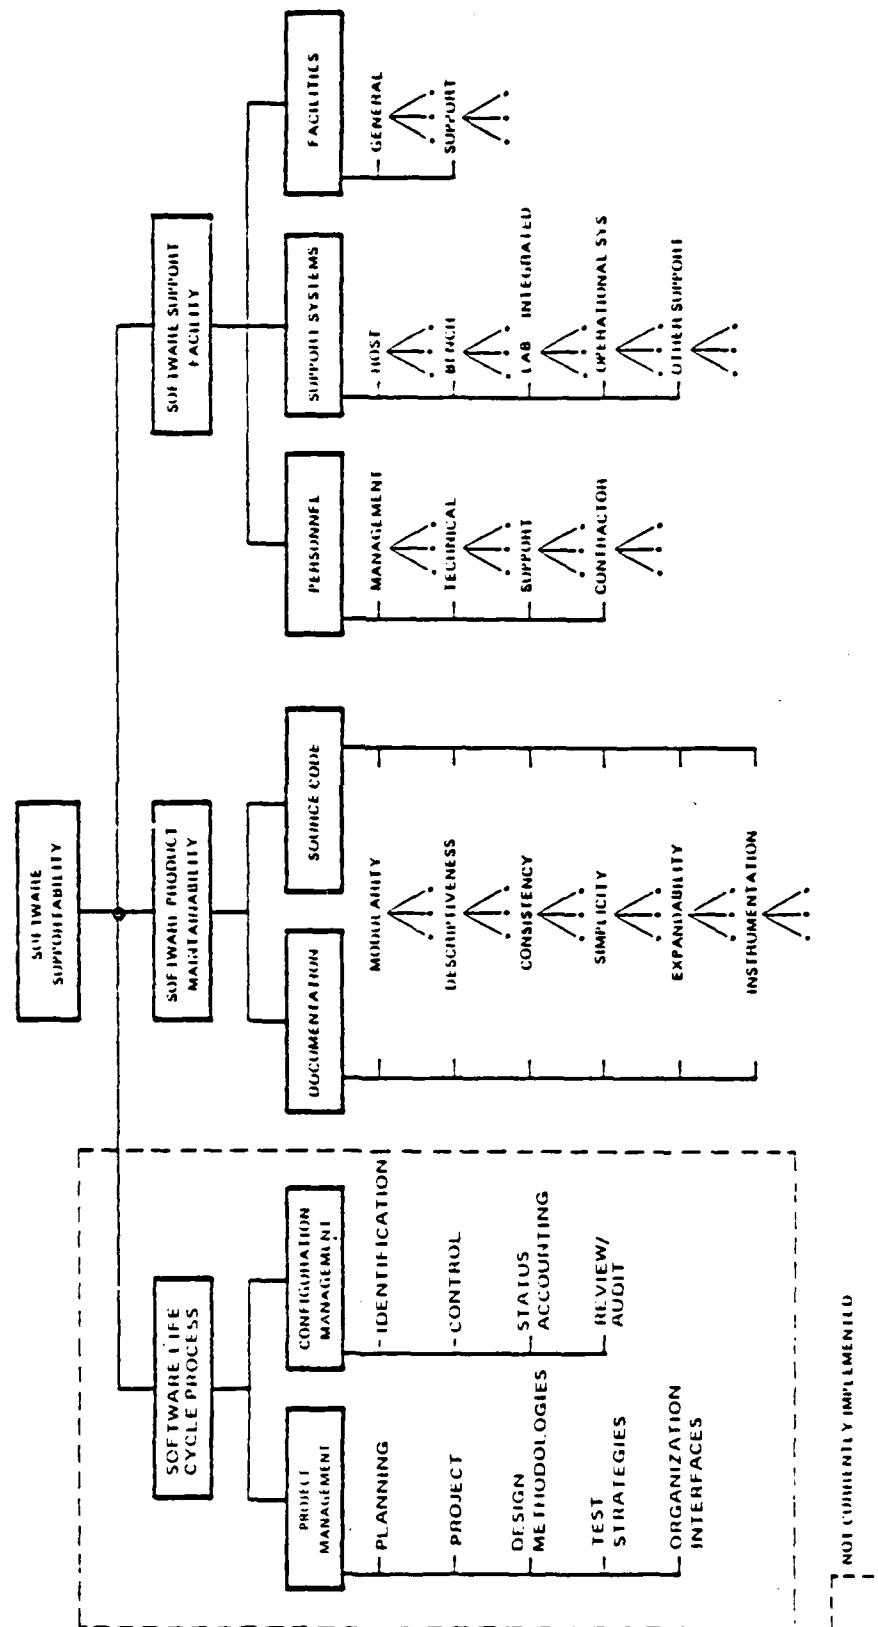 SOFTWARE
SUPPORTABILITY
SOFTWARE LIFE
CYCLE PROCESS
SOFTWARE PRODUCT
MAINTAINABILITY
SOFTWARE SUPPORT
FACILITY
PROJECT
MANAGEMENT
CONFIGURATION
MANAGEMENT
DOCUMENTATION
SOURCE CODE
PERSONNEL
SUPPORT SYSTEMS
FACILITIES
PLANNING
PROJECT
DESIGN
METHODOLOGIES
TEST
STRATEGIES
ORGANIZATION
INTERFACES
IDENTIFICATION
CONTROL
STATUS
ACCOUNTING
REVIEW/
AUDIT
MODULARITY
DESCRIPTIVENESS
CONSISTENCY
SIMPLICITY
EXPANDABILITY
INSTRUMENTATION
MANAGEMENT
TECHNICAL
SUPPORT
CONTRACTOR
HOST
BENCH
LAB INTEGRATED
OPERATIONAL SYS
OTHER SUPPORT
GENERAL
SUPPORT
NOT CURRENTLY IMPLEMENTED